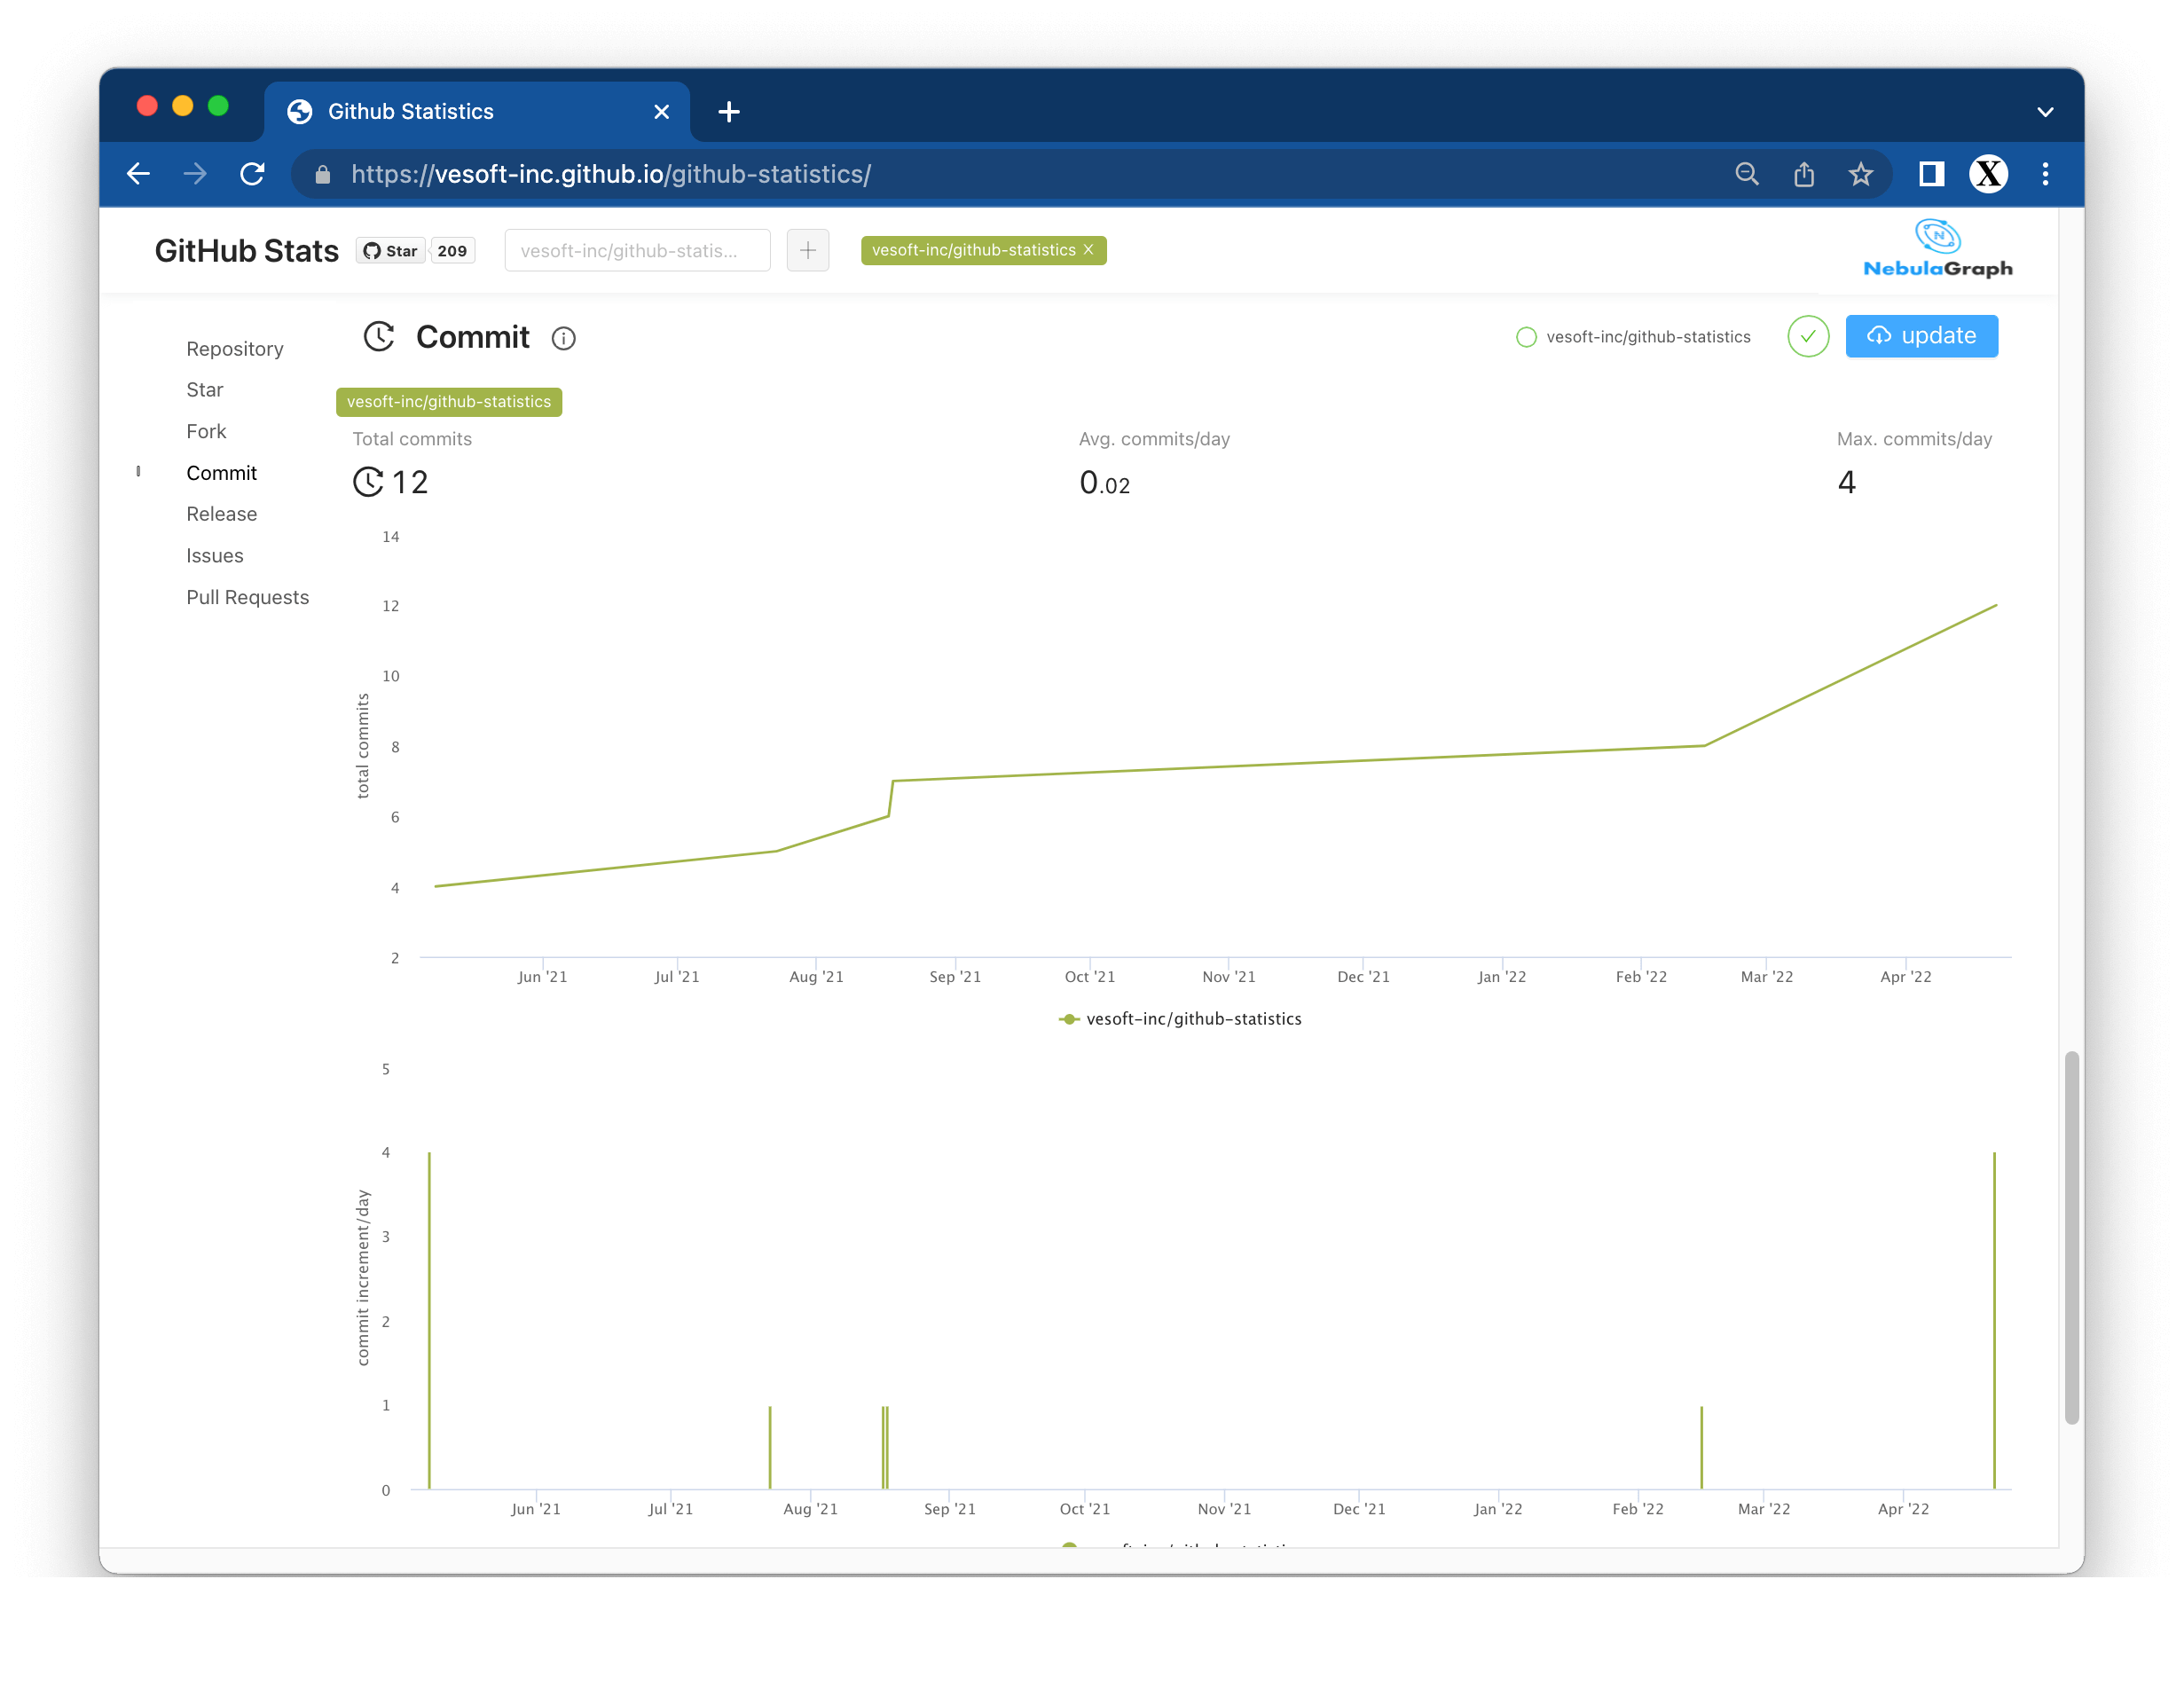 Github Statistics
https://vesoft-inc.github.io/github-statistics/
GitHub Stats
Star
209
vesoft-inc/github-statis...
vesoft-inc/github-statistics
NebulaGraph
Repository
Star
Fork
Commit
Release
Issues
Pull Requests
Commit
vesoft-inc/github-statistics
update
vesoft-inc/github-statistics
Total commits
12
Avg. commits/day
0.02
Max. commits/day
4
14
12
10
8
6
4
2
total commits
Jun '21 Jul '21 Aug '21 Sep '21 Oct '21 Nov '21 Dec '21 Jan '22 Feb '22 Mar '22 Apr '22
vesoft-inc/github-statistics
5
4
3
2
1
0
commit increment/day
Jun '21 Jul '21 Aug '21 Sep '21 Oct '21 Nov '21 Dec '21 Jan '22 Feb '22 Mar '22 Apr '22